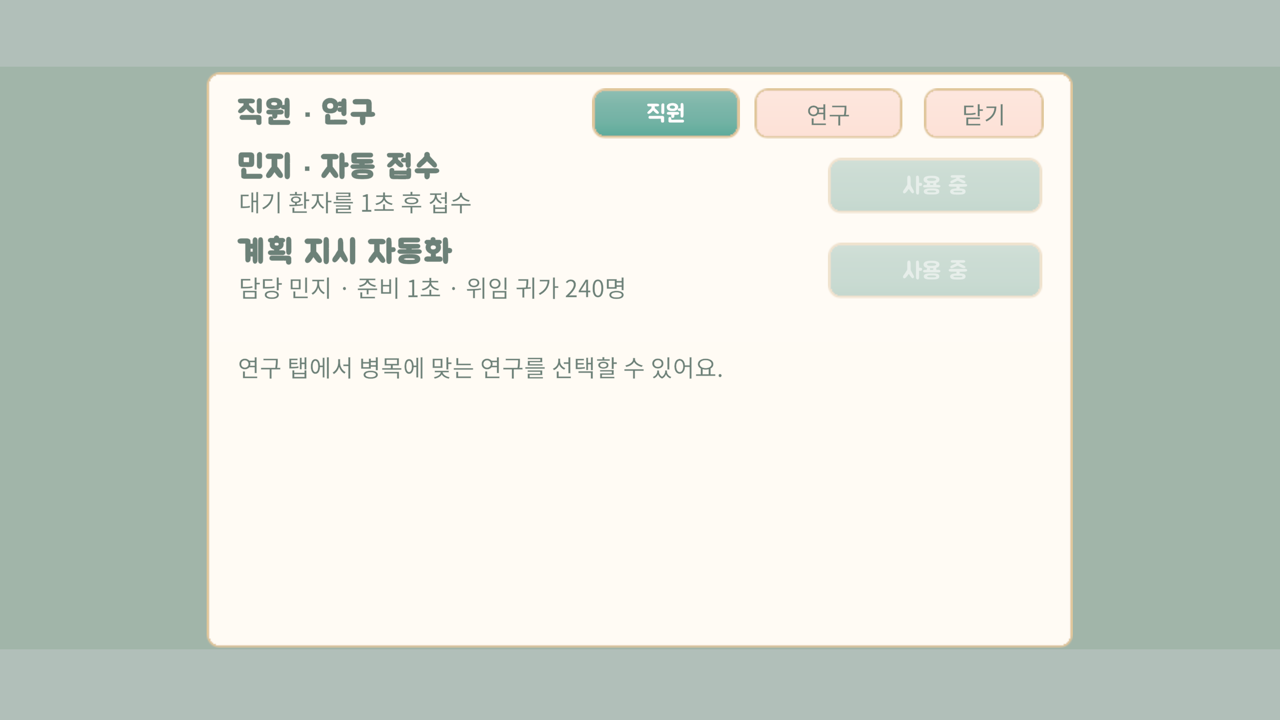 직원 · 연구
직원
연구
닫기
민지 · 자동 접수
대기 환자를 1초 후 접수
사용 중
계획 지시 자동화
담당 민지 · 준비 1초 · 위임 귀가 240명
사용 중
연구 탭에서 병목에 맞는 연구를 선택할 수 있어요.